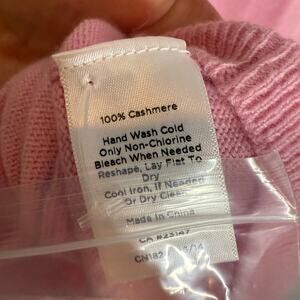 100% Cashmere
Hand Wash Cold
Only Non-Chlorine
Bleach When Needed
Reshape, Lay Flat To
Dry
Cool Iron, If Needed
Or Dry Clean
Made In China